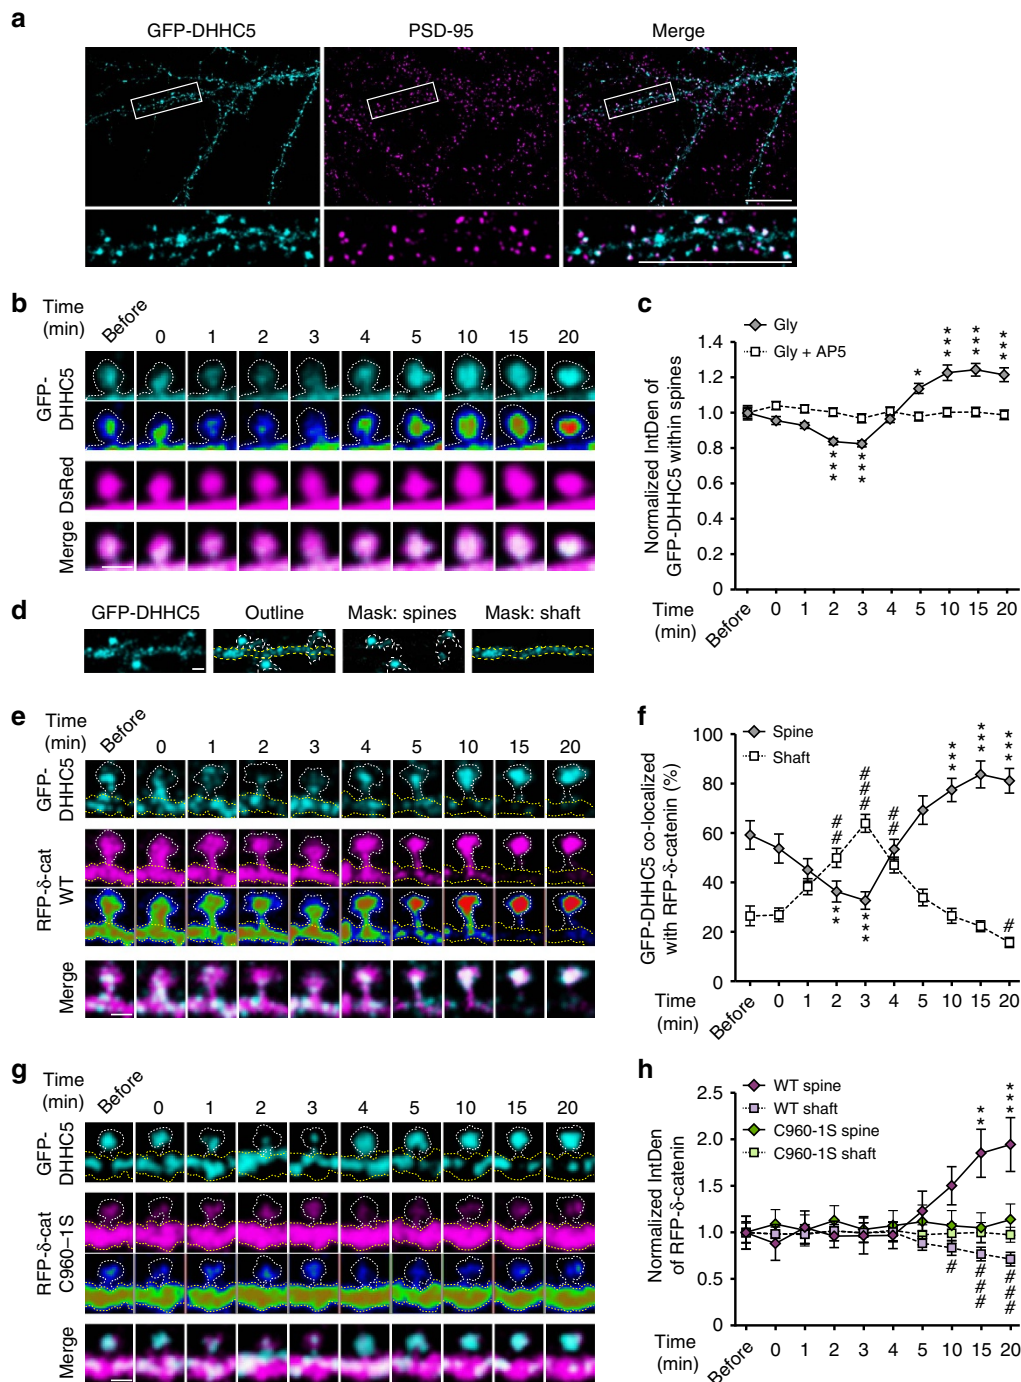 a
GFP-DHHC5 PSD-95 Merge
b
Time (min) Before 0 1 2 3 4 5 10 15 20
GFP-DHHC5
DsRed
Merge
c
Gly
Gly + AP5
Normalized IntDen of GFP-DHHC5 within spines
1.4
1.2
1.0
0.8
0.6
0.4
0.2
0
*
***
***
***
***
***
Time (min) Before 0 1 2 3 4 5 10 15 20
d
GFP-DHHC5 Outline Mask: spines Mask: shaft
e
Time (min) Before 0 1 2 3 4 5 10 15 20
GFP-DHHC5
RFP-δ-cat WT
Merge
f
Spine
Shaft
GFP-DHHC5 co-localized with RFP-δ-catenin (%)
100
80
60
40
20
0
##
###
##
***
***
***
**
***
#
Time (min) Before 0 1 2 3 4 5 10 15 20
g
Time (min) Before 0 1 2 3 4 5 10 15 20
GFP-DHHC5
RFP-δ-cat C960-1S
Merge
h
WT spine
WT shaft
C960-1S spine
C960-1S shaft
Normalized IntDen of RFP-δ-catenin
2.5
2.0
1.5
1.0
0.5
0
**
***
#
###
###
Time (min) Before 0 1 2 3 4 5 10 15 20